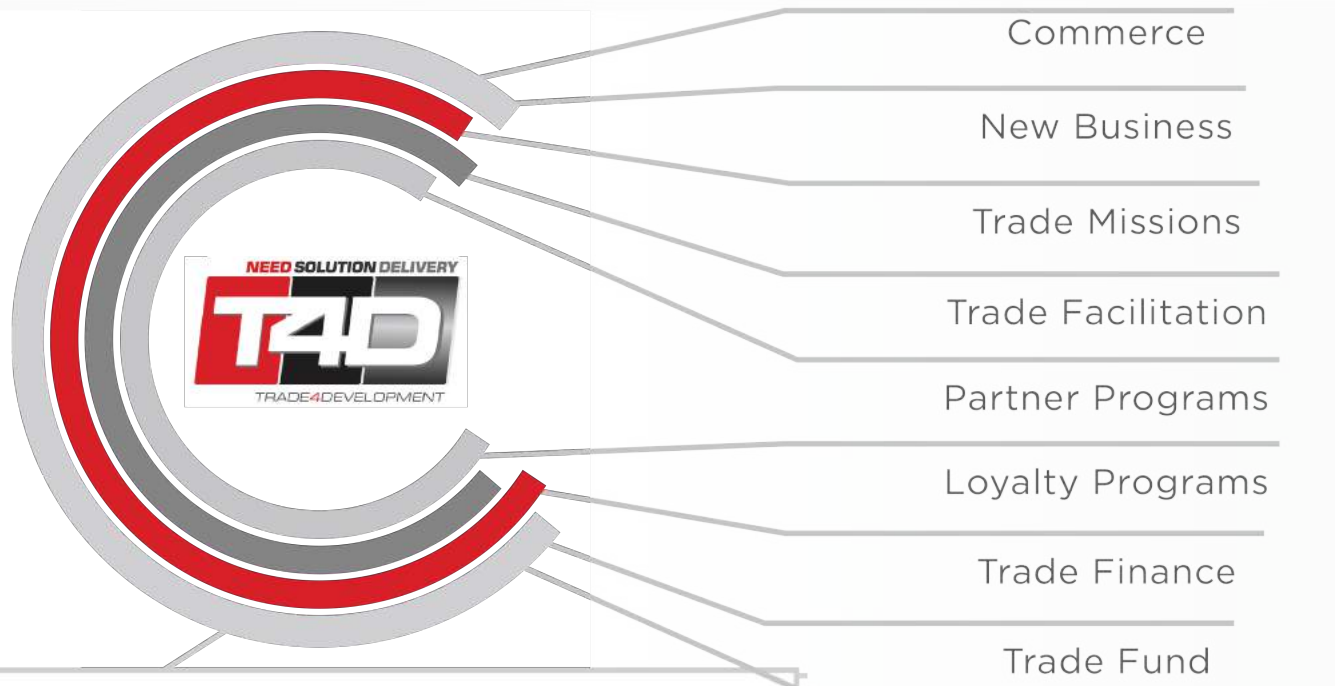 Commerce
New Business
Trade Missions
Trade Facilitation
Partner Programs
Loyalty Programs
Trade Finance
Trade Fund
NEED SOLUTION DELIVERY
T4D
TRADE4DEVELOPMENT